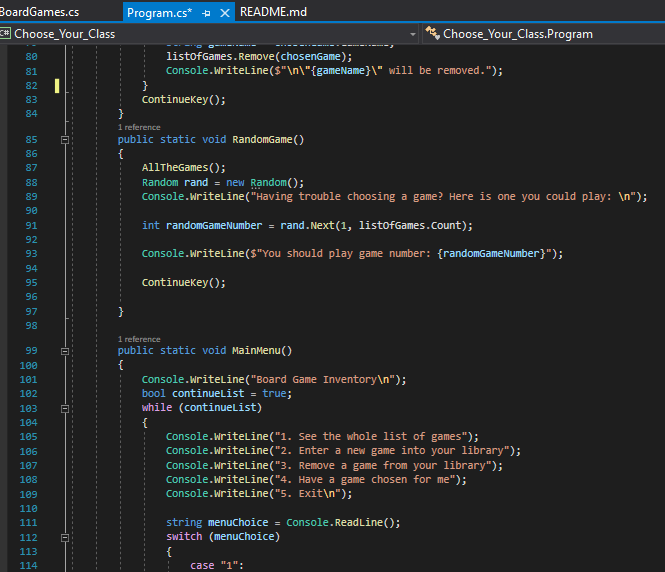 BoardGames.cs Program.cs* README.md
Choose_Your_Class Choose_Your_Class.Program
80 listOfGames.Remove(chosenGame);
81 Console.WriteLine($"\n\"{gameName}\" will be removed.");
82 }
83 ContinueKey();
84 }
1 reference
85 public static void RandomGame()
86 {
87 AllTheGames();
88 Random rand = new Random();
89 Console.WriteLine("Having trouble choosing a game? Here is one you could play: \n");
90
91 int randomGameNumber = rand.Next(1, listOfGames.Count);
92
93 Console.WriteLine($"You should play game number: {randomGameNumber}");
94
95 ContinueKey();
96
97 }
98
1 reference
99 public static void MainMenu()
100 {
101 Console.WriteLine("Board Game Inventory\n");
102 bool continueList = true;
103 while (continueList)
104 {
105 Console.WriteLine("1. See the whole list of games");
106 Console.WriteLine("2. Enter a new game into your library");
107 Console.WriteLine("3. Remove a game from your library");
108 Console.WriteLine("4. Have a game chosen for me");
109 Console.WriteLine("5. Exit\n");
110
111 string menuChoice = Console.ReadLine();
112 switch (menuChoice)
113 {
114 case "1":